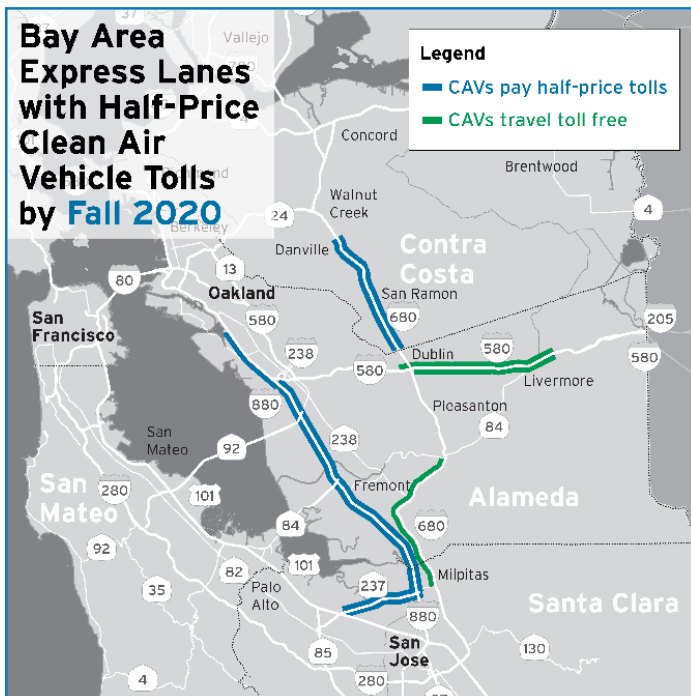 Bay Area
Express Lanes
with Half-Price
Clean Air
Vehicle Tolls
by Fall 2020
Legend
CAVs pay half-price tolls
CAVs travel toll free
37
Vallejo
780
4
Concord
Brentwood
Walnut
Creek
24
4
Berkeley
Danville
Contra
Costa
13
80
Oakland
San Ramon
San
Francisco
580
680
205
238
Dublin
580
580
580
Livermore
880
Pleasanton
San
Mateo
92
238
84
San
Mateo
280
101
Fremont
Alameda
84
680
92
101
82
237
Milpitas
Palo
Alto
35
Santa Clara
880
85
San
Jose
130
4
280